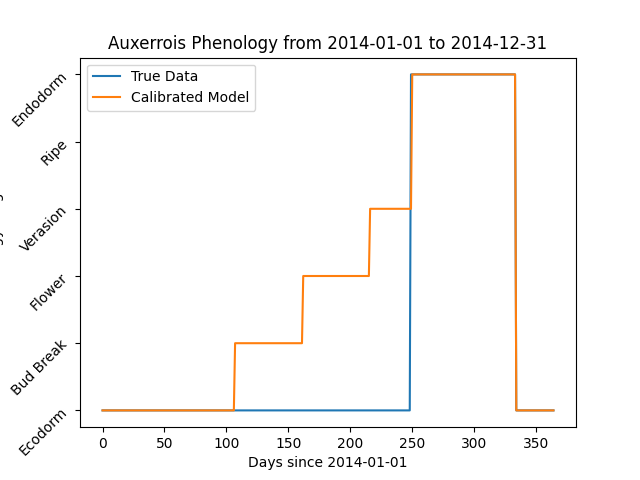 Auxerrois Phenology from 2014-01-01 to 2014-12-31
True Data
Calibrated Model
Endodorm
Ripe
Verasion
Flower
Bud Break
Ecodorm
0 50 100 150 200 250 300 350
Days since 2014-01-01